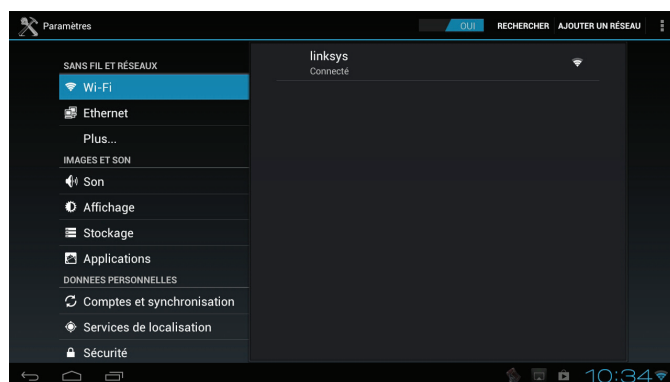 Paramètres
OUI RECHERCHER AJOUTER UN RÉSEAU
SANS FIL ET RÉSEAUX
Wi-Fi
Ethernet
Plus...
IMAGES ET SON
Son
Affichage
Stockage
Applications
DONNEES PERSONNELLES
Comptes et synchronisation
Services de localisation
Sécurité
linksys
Connecté
10:34